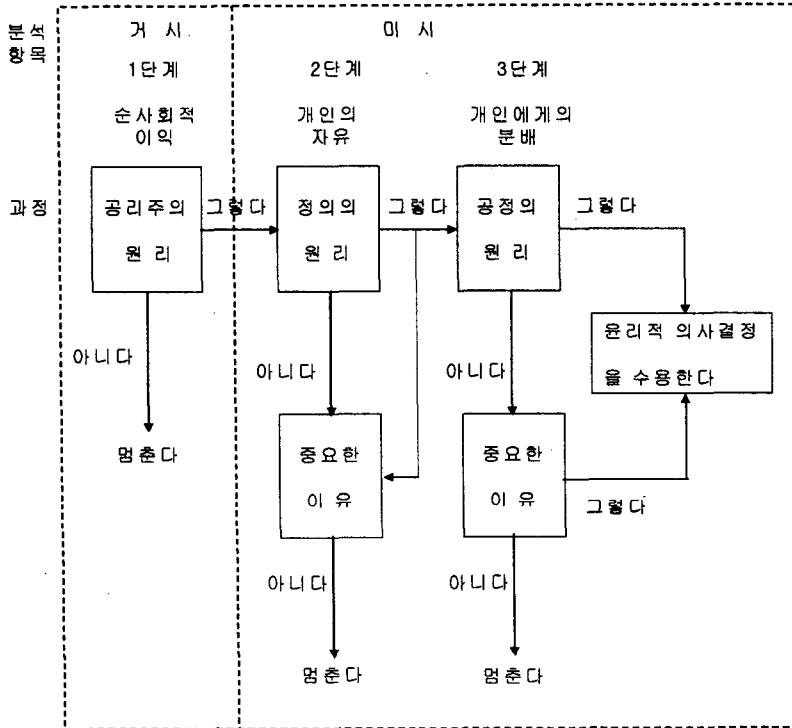 분석
항목
거 시
미 시
1단계
2단계
3단계
순사회적
이익
개인의
자유
개인에게의
분배
과정
공리주의
원 리
그렇다
정의의
원 리
그렇다
공정의
원 리
그렇다
윤리적 의사결정
을 수용한다
아니다
아니다
아니다
멈춘다
중요한
이 유
중요한
이 유
그렇다
아니다
아니다
멈춘다
멈춘다